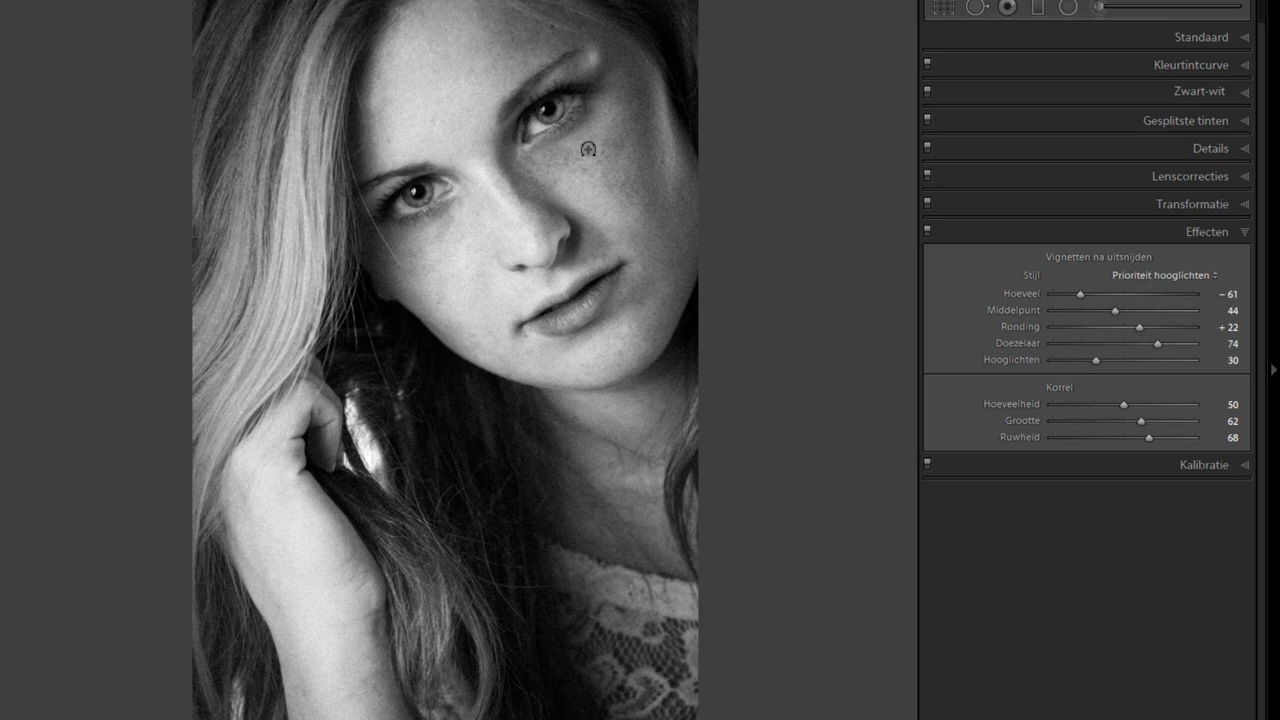 Standaard
Kleurtintcurve
Zwart-wit
Gesplitste tinten
Details
Lenscorrecties
Transformatie
Effecten
Vignetten na uitsnijden
Stijl Prioriteit hooglichten
Hoeveel – 61
Middelpunt 44
Ronding + 22
Doezelaar 74
Hooglichten 30
Korrel
Hoeveelheid 50
Grootte 62
Ruwheid 68
Kalibratie